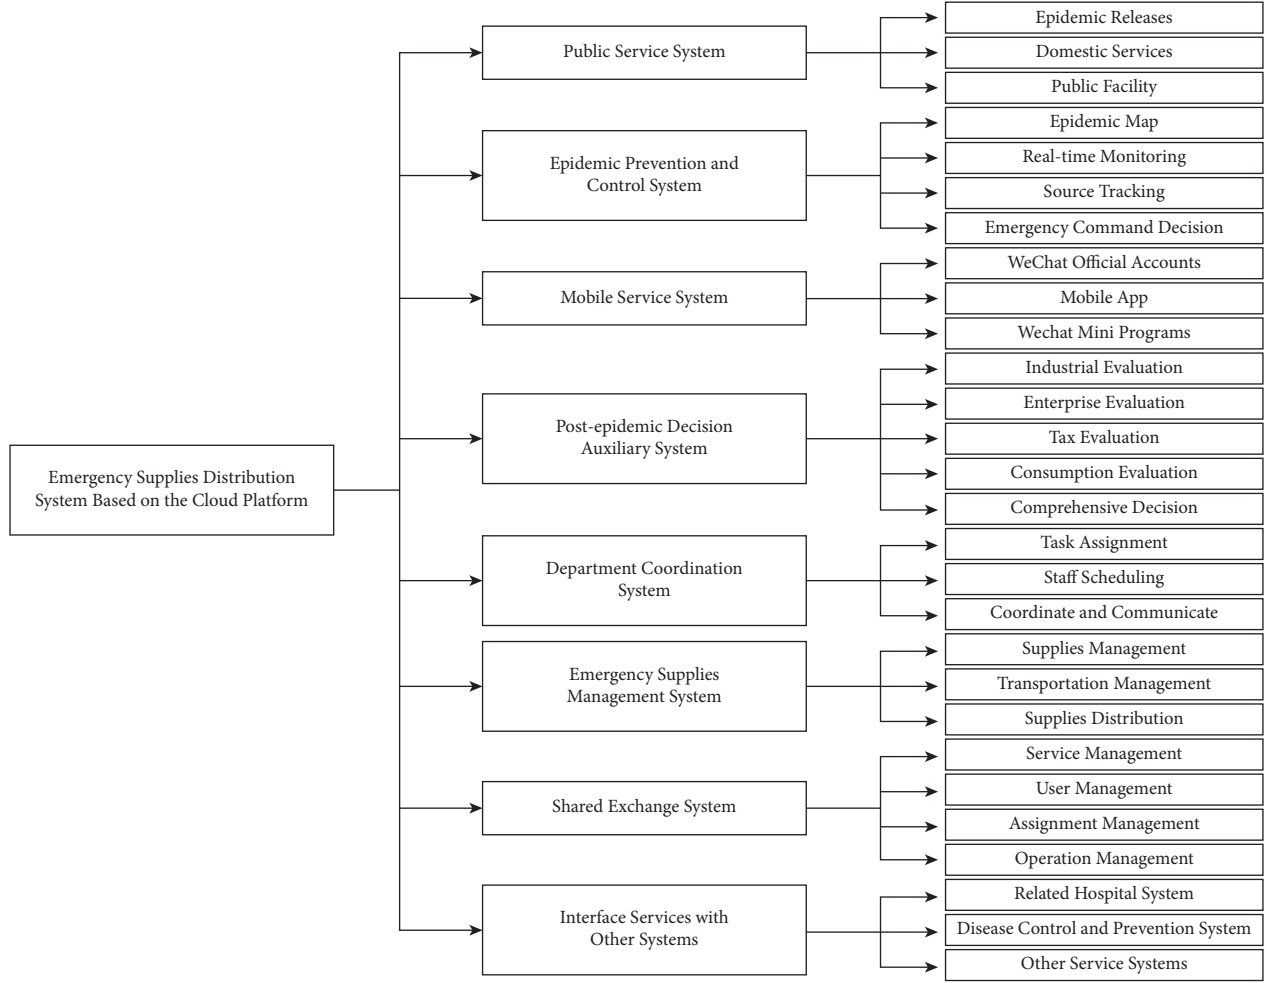 Emergency Supplies Distribution
System Based on the Cloud Platform
Public Service System
Epidemic Releases
Domestic Services
Public Facility
Epidemic Prevention and
Control System
Epidemic Map
Real-time Monitoring
Source Tracking
Emergency Command Decision
Mobile Service System
WeChat Official Accounts
Mobile App
Wechat Mini Programs
Post-epidemic Decision
Auxiliary System
Industrial Evaluation
Enterprise Evaluation
Tax Evaluation
Consumption Evaluation
Comprehensive Decision
Department Coordination
System
Task Assignment
Staff Scheduling
Coordinate and Communicate
Emergency Supplies
Management System
Supplies Management
Transportation Management
Supplies Distribution
Shared Exchange System
Service Management
User Management
Assignment Management
Operation Management
Interface Services with
Other Systems
Related Hospital System
Disease Control and Prevention System
Other Service Systems